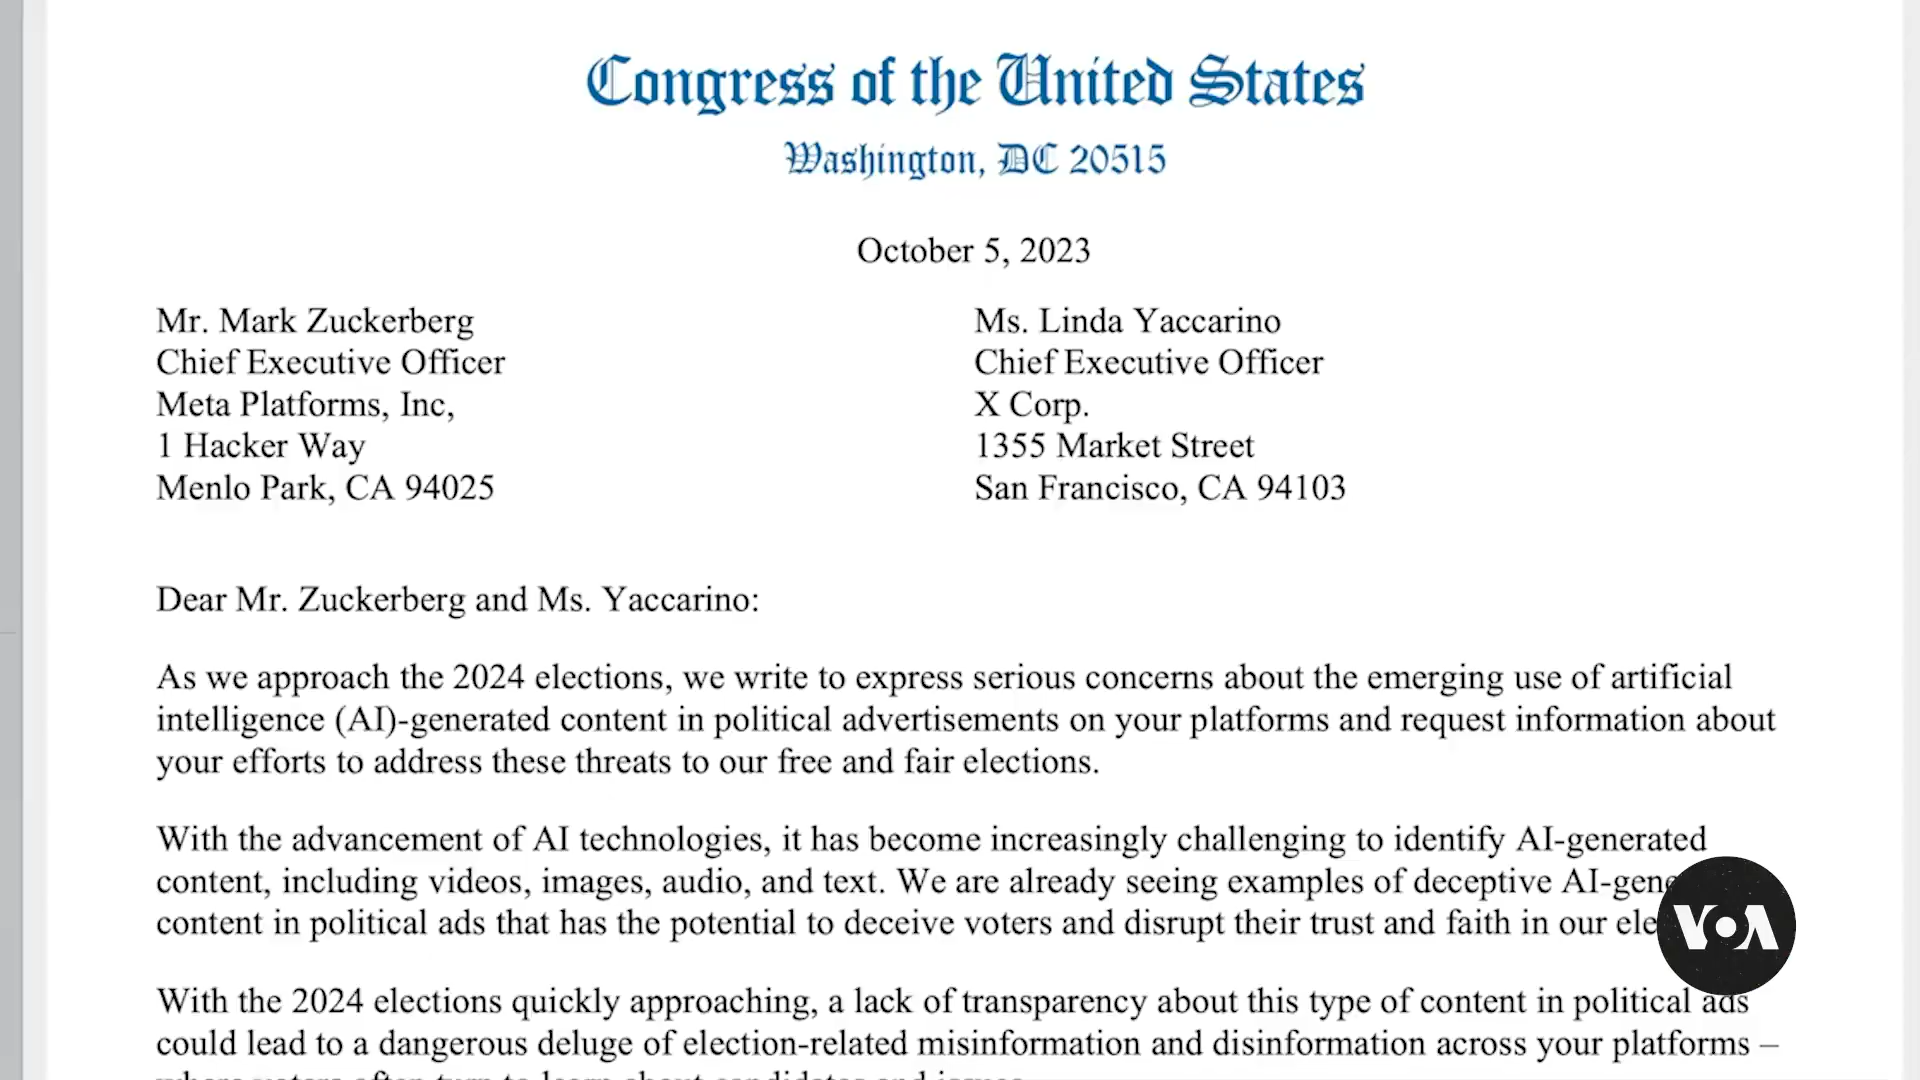 Congress of the United States
Washington, DC 20515
October 5, 2023
Mr. Mark Zuckerberg
Chief Executive Officer
Meta Platforms, Inc,
1 Hacker Way
Menlo Park, CA 94025
Ms. Linda Yaccarino
Chief Executive Officer
X Corp.
1355 Market Street
San Francisco, CA 94103
Dear Mr. Zuckerberg and Ms. Yaccarino:
As we approach the 2024 elections, we write to express serious concerns about the emerging use of artificial
intelligence (AI)-generated content in political advertisements on your platforms and request information about
your efforts to address these threats to our free and fair elections.
With the advancement of AI technologies, it has become increasingly challenging to identify AI-generated
content, including videos, images, audio, and text. We are already seeing examples of deceptive AI-gene
content in political ads that has the potential to deceive voters and disrupt their trust and faith in our ele
VOA
With the 2024 elections quickly approaching, a lack of transparency about this type of content in political ads
could lead to a dangerous deluge of election-related misinformation and disinformation across your platforms –